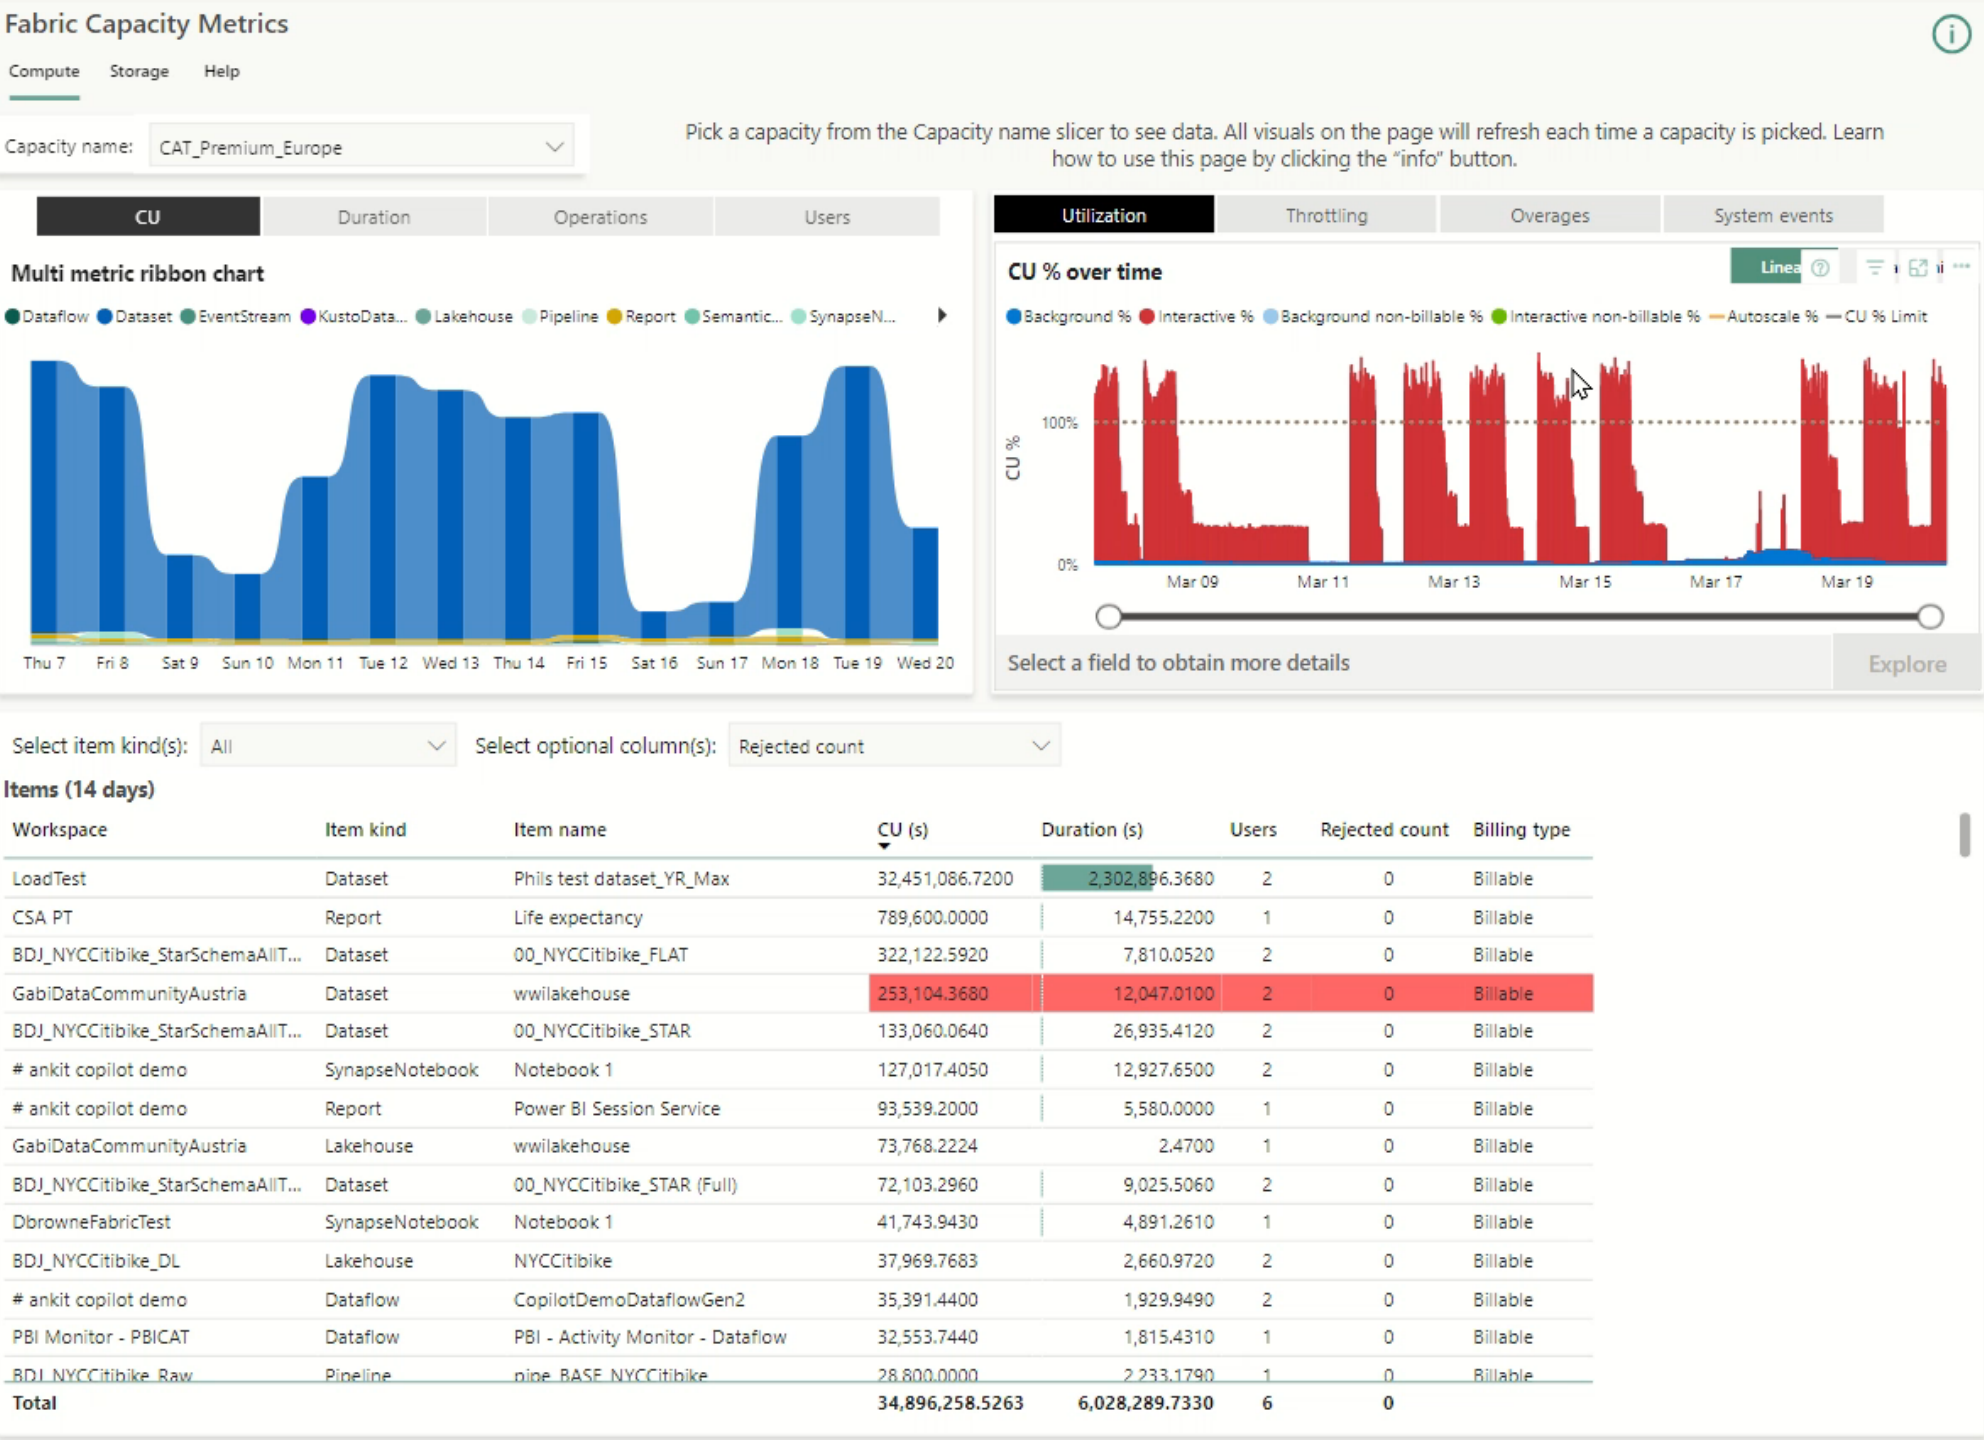 Fabric Capacity Metrics
Compute Storage Help
Capacity name: CAT_Premium_Europe
Pick a capacity from the Capacity name slicer to see data. All visuals on the page will refresh each time a capacity is picked. Learn
how to use this page by clicking the "info" button.
CU Duration Operations Users
Multi metric ribbon chart
Dataflow Dataset EventStream KustoData... Lakehouse Pipeline Report Semantic... SynapseN...
Thu 7 Fri 8 Sat 9 Sun 10 Mon 11 Tue 12 Wed 13 Thu 14 Fri 15 Sat 16 Sun 17 Mon 18 Tue 19 Wed 20
Utilization Throttling Overages System events
CU % over time
Linea
Background % Interactive % Background non-billable % Interactive non-billable % Autoscale % CU % Limit
CU %
100%
0%
Mar 09 Mar 11 Mar 13 Mar 15 Mar 17 Mar 19
Select a field to obtain more details Explore
Select item kind(s): All Select optional column(s): Rejected count
Items (14 days)
Workspace Item kind Item name CU (s) Duration (s) Users Rejected count Billing type
LoadTest Dataset Phils test dataset_YR_Max 32,451,086.7200 2,302,896.3680 2 0 Billable
CSA PT Report Life expectancy 789,600.0000 14,755.2200 1 0 Billable
BDJ_NYCCitibike_StarSchemaAllT... Dataset 00_NYCCitibike_FLAT 322,122.5920 7,810.0520 2 0 Billable
GabiDataCommunityAustria Dataset wwilakehouse 253,104.3680 12,047.0100 2 0 Billable
BDJ_NYCCitibike_StarSchemaAllT... Dataset 00_NYCCitibike_STAR 133,060.0640 26,935.4120 2 0 Billable
# ankit copilot demo SynapseNotebook Notebook 1 127,017.4050 12,927.6500 2 0 Billable
# ankit copilot demo Report Power BI Session Service 93,539.2000 5,580.0000 1 0 Billable
GabiDataCommunityAustria Lakehouse wwilakehouse 73,768.2224 2.4700 1 0 Billable
BDJ_NYCCitibike_StarSchemaAllT... Dataset 00_NYCCitibike_STAR (Full) 72,103.2960 9,025.5060 2 0 Billable
DbrowneFabricTest SynapseNotebook Notebook 1 41,743.9430 4,891.2610 1 0 Billable
BDJ_NYCCitibike_DL Lakehouse NYCCitibike 37,969.7683 2,660.9720 2 0 Billable
# ankit copilot demo Dataflow CopilotDemoDataflowGen2 35,391.4400 1,929.9490 2 0 Billable
PBI Monitor - PBICAT Dataflow PBI - Activity Monitor - Dataflow 32,553.7440 1,815.4310 1 0 Billable
BDJ_NYCCitibike_Raw Pipeline pipe_BASE_NYCCitibike 28,800.0000 2,233.1790 1 0 Billable
Total 34,896,258.5263 6,028,289.7330 6 0